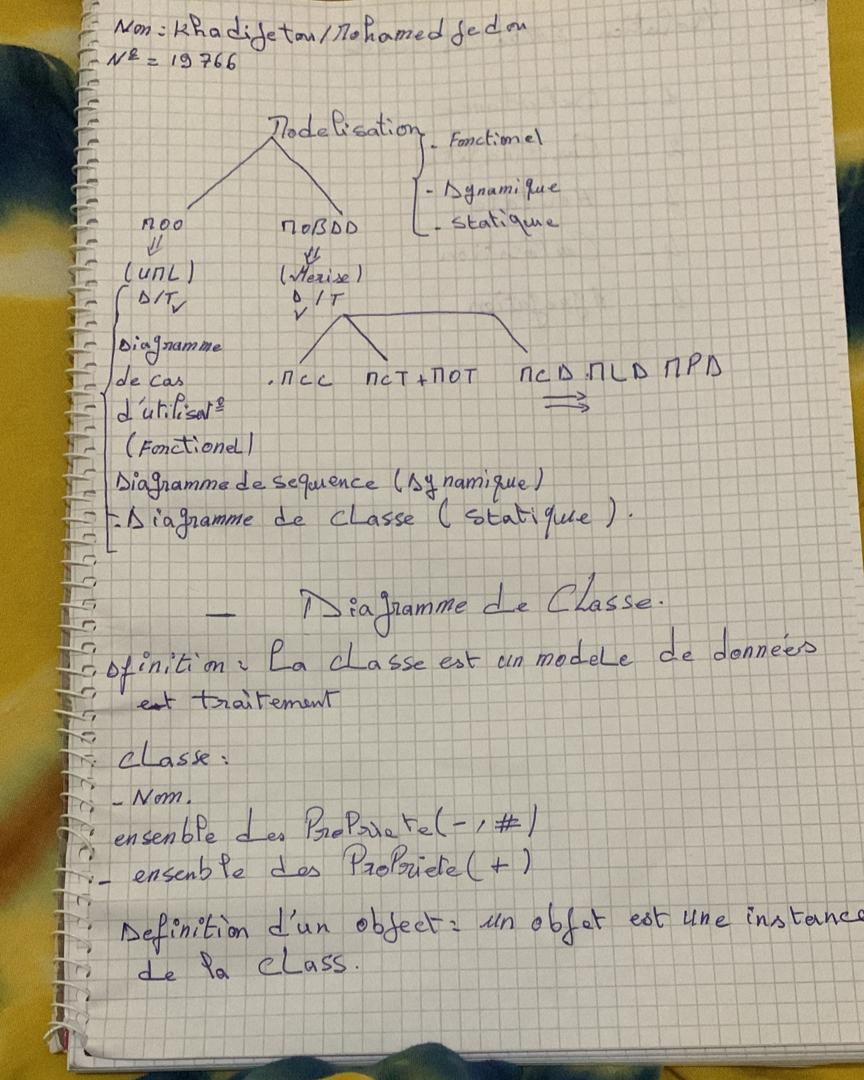 Nom: Khadijetou/Mohamed Jedou
N° = 19766
Modelisation
- Fonctionel
- Dynamique
- Statique
MOO MOBDD
(UML) (Merise)
D/T D/T
Diagramme
de cas
d'utilisat°
(Fonctionel)
.MCC MCT+MOT MCD.MLD MPD
Diagramme de sequence (Dynamique)
- Diagramme de classe (statique).
— Diagramme de Classe.
Dfinition: La classe est un modele de données
est traitement
classe:
- Nom.
ensenble des Propriete(-,#)
- ensenble des Propriete(+)
Definition d'un object: un objet est une instance
de la class.